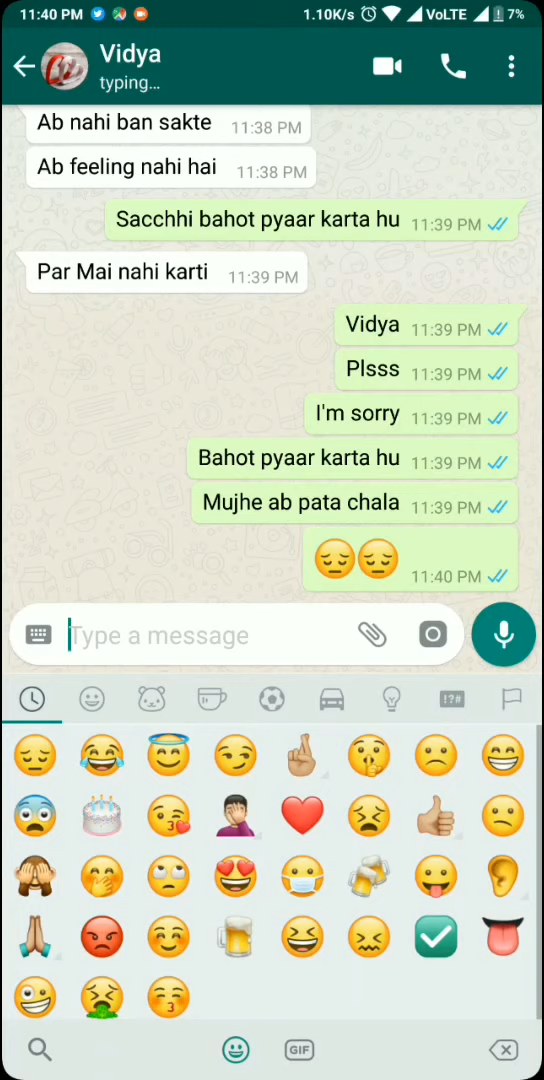 11:40 PM 1.10K/s VoLTE 7%
Vidya
typing...
Ab nahi ban sakte 11:38 PM
Ab feeling nahi hai 11:38 PM
Sacchhi bahot pyaar karta hu 11:39 PM
Par Mai nahi karti 11:39 PM
Vidya 11:39 PM
Plsss 11:39 PM
I'm sorry 11:39 PM
Bahot pyaar karta hu 11:39 PM
Mujhe ab pata chala 11:39 PM
😔😔 11:40 PM
Type a message
!?#
GIF